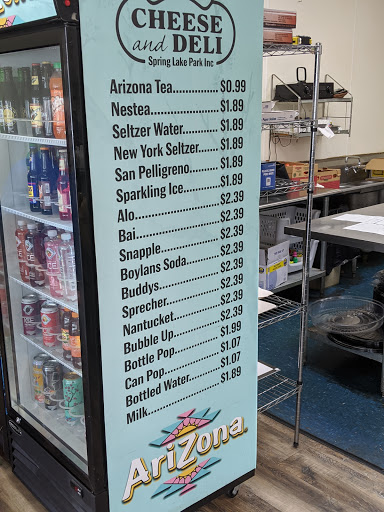 CHEESE
and DELI
Spring Lake Park Inc
Arizona Tea..........$0.99
Nestea..................$1.89
Seltzer Water........$1.89
New York Seltzer...$1.89
San Pelligreno.......$1.89
Sparkling Ice.........$1.89
Alo........................$2.39
Bai........................$2.39
Snapple................$2.39
Boylans Soda........$2.39
Buddys.................$2.39
Sprecher...............$2.39
Nantucket.............$2.39
Bubble Up.............$2.39
Bottle Pop.............$1.99
Can Pop................$1.07
Bottled Water........$1.07
Milk......................$1.89
AriZona